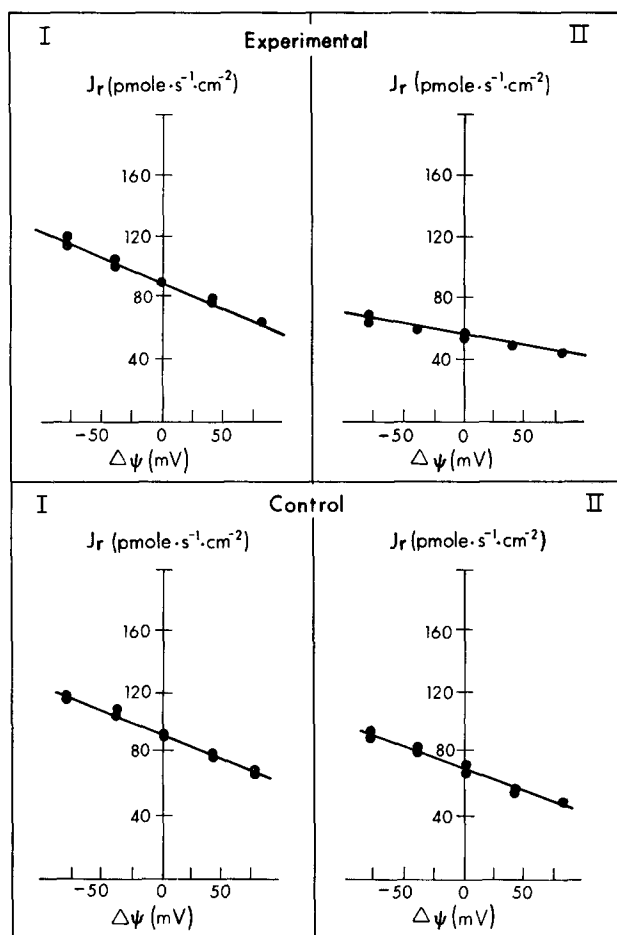 I Experimental II
Jr (pmole·s⁻¹·cm⁻²) Jr (pmole·s⁻¹·cm⁻²)
160 160
120 120
80 80
40 40
-50 0 50 -50 0 50
Δψ (mV) Δψ (mV)
I Control II
Jr (pmole·s⁻¹·cm⁻²) Jr (pmole·s⁻¹·cm⁻²)
160 160
120 120
80 80
40 40
-50 0 50 -50 0 50
Δψ (mV) Δψ (mV)